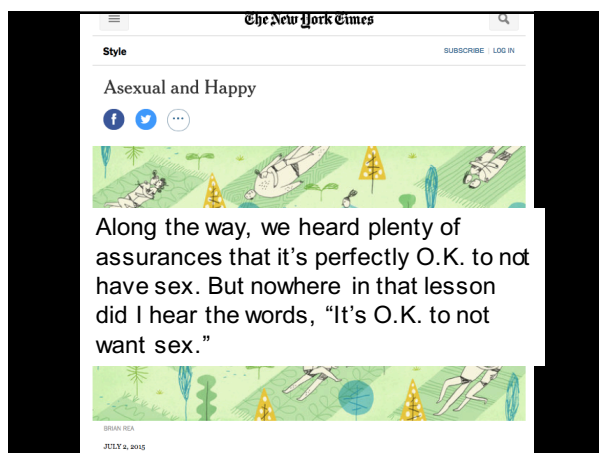 The New York Times
Style
SUBSCRIBE | LOG IN
Asexual and Happy
Along the way, we heard plenty of
assurances that it’s perfectly O.K. to not
have sex. But nowhere in that lesson
did I hear the words, “It’s O.K. to not
want sex.”
BRIAN REA
JULY 2, 2015